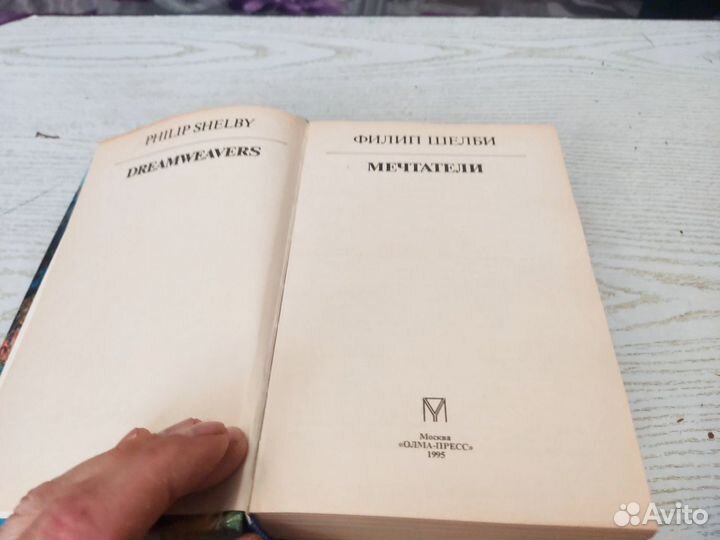 PHILIP SHELBY
DREAMWEAVERS
ФИЛИП ШЕЛБИ
МЕЧТАТЕЛИ
Москва
«ОЛМА-ПРЕСС»
1995
Avito